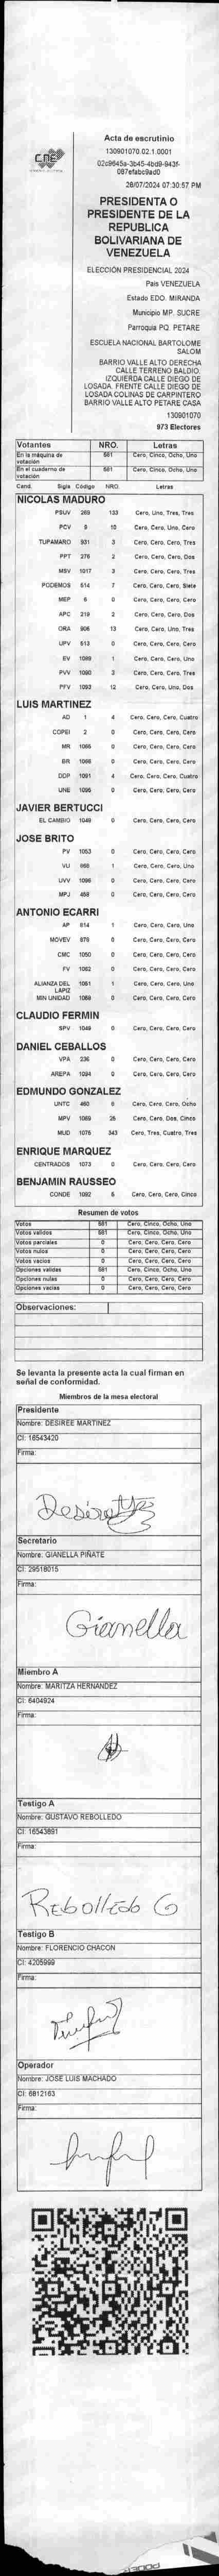 CNE
Acta de escrutinio
130901070.02.1.0001
28/07/2024 07:30:57 PM
PRESIDENTA O
PRESIDENTE DE LA
REPUBLICA
BOLIVARIANA DE
VENEZUELA
ELECCIÓN PRESIDENCIAL 2024
Pais VENEZUELA
Estado EDO. MIRANDA
Municipio MP. SUCRE
Parroquia PQ. PETARE
ESCUELA NACIONAL BARTOLOME
SALOM
BARRIO VALLE ALTO DERECHA
CALLE TERRENO BALDIO.
IZQUIERDA CALLE DIEGO DE
LOSADA. FRENTE CALLE DIEGO DE
LOSADA COLINAS DE CARPINTERO
BARRIO VALLE ALTO PETARE CASA
130901070
973 Electores
Votantes NRO. Letras
En la máquina de votación 581 Cero, Cinco, Ocho, Uno
En el cuaderno de votación 581 Cero, Cinco, Ocho, Uno
Cand. Sigla Código NRO. Letras
NICOLAS MADURO
PSUV 269 133 Cero, Uno, Tres, Tres
PCV 9 10 Cero, Cero, Uno, Cero
TUPAMARO 931 3 Cero, Cero, Cero, Tres
PPT 276 2 Cero, Cero, Cero, Dos
MSV 1017 3 Cero, Cero, Cero, Tres
PODEMOS 614 7 Cero, Cero, Cero, Siete
MEP 6 0 Cero, Cero, Cero, Cero
APC 218 2 Cero, Cero, Cero, Dos
ORA 906 13 Cero, Cero, Uno, Tres
UPV 513 0 Cero, Cero, Cero, Cero
EV 1089 1 Cero, Cero, Cero, Uno
PVV 1090 3 Cero, Cero, Cero, Tres
PFV 1093 12 Cero, Cero, Uno, Dos
LUIS MARTINEZ
AD 1 4 Cero, Cero, Cero, Cuatro
COPEI 2 0 Cero, Cero, Cero, Cero
MR 1065 0 Cero, Cero, Cero, Cero
BR 1066 0 Cero, Cero, Cero, Cero
DDP 1091 4 Cero, Cero, Cero, Cuatro
UNE 1095 0 Cero, Cero, Cero, Cero
JAVIER BERTUCCI
EL CAMBIO 1048 0 Cero, Cero, Cero, Cero
JOSE BRITO
PV 1053 0 Cero, Cero, Cero, Cero
VU 868 1 Cero, Cero, Cero, Uno
UVV 1096 0 Cero, Cero, Cero, Cero
MPJ 458 0 Cero, Cero, Cero, Cero
ANTONIO ECARRI
AP 814 1 Cero, Cero, Cero, Uno
MOVEV 878 0 Cero, Cero, Cero, Cero
CMC 1050 0 Cero, Cero, Cero, Cero
FV 1062 0 Cero, Cero, Cero, Cero
ALIANZA DEL LAPIZ 1081 1 Cero, Cero, Cero, Uno
MIN UNIDAD 1069 0 Cero, Cero, Cero, Cero
CLAUDIO FERMIN
SPV 1049 0 Cero, Cero, Cero, Cero
DANIEL CEBALLOS
VPA 236 0 Cero, Cero, Cero, Cero
AREPA 1094 0 Cero, Cero, Cero, Cero
EDMUNDO GONZALEZ
UNTC 460 8 Cero, Cero, Cero, Ocho
MPV 1069 25 Cero, Cero, Dos, Cinco
MUD 1075 343 Cero, Tres, Cuatro, Tres
ENRIQUE MARQUEZ
CENTRADOS 1073 0 Cero, Cero, Cero, Cero
BENJAMIN RAUSSEO
CONDE 1092 5 Cero, Cero, Cero, Cinco
Resumen de votos
Votos 581 Cero, Cinco, Ocho, Uno
Votos validos 581 Cero, Cinco, Ocho, Uno
Votos parciales 0 Cero, Cero, Cero, Cero
Votos nulos 0 Cero, Cero, Cero, Cero
Votos vacios 0 Cero, Cero, Cero, Cero
Opciones validas 581 Cero, Cinco, Ocho, Uno
Opciones nulas 0 Cero, Cero, Cero, Cero
Opciones vacias 0 Cero, Cero, Cero, Cero
Observaciones:
Se levanta la presente acta la cual firman en
señal de conformidad.
Miembros de la mesa electoral
Presidente
Nombre: DESIREE MARTINEZ
CI: 16543420
Firma:
Secretario
Nombre: GIANELLA PIÑATE
CI: 29518015
Firma:
Gianella
Miembro A
Nombre: MARITZA HERNANDEZ
CI: 6404924
Firma:
Testigo A
Nombre: GUSTAVO REBOLLEDO
CI: 16543891
Firma:
Rebolledo G
Testigo B
Nombre: FLORENCIO CHACON
CI: 4205999
Firma:
Operador
Nombre: JOSE LUIS MACHADO
CI: 6812163
Firma: